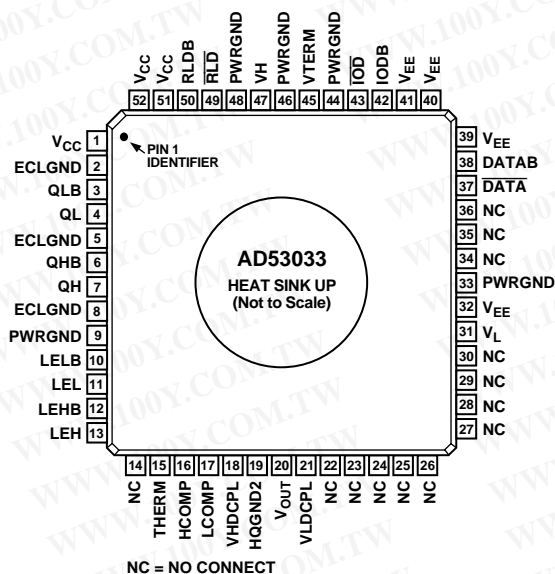 VCC
VCC
RLDB
RLD
PWRGND
VH
PWRGND
VTERM
PWRGND
IOD
IODB
VEE
VEE
52 51 50 49 48 47 46 45 44 43 42 41 40
VCC 1
ECLGND 2
QLB 3
QL 4
ECLGND 5
QHB 6
QH 7
ECLGND 8
PWRGND 9
LELB 10
LEL 11
LEHB 12
LEH 13
PIN 1
IDENTIFIER
AD53033
HEAT SINK UP
(Not to Scale)
39 VEE
38 DATAB
37 DATA
36 NC
35 NC
34 NC
33 PWRGND
32 VEE
31 VL
30 NC
29 NC
28 NC
27 NC
14 15 16 17 18 19 20 21 22 23 24 25 26
NC
THERM
HCOMP
LCOMP
VHDCPL
HQGND2
VOUT
VLDCPL
NC
NC
NC
NC
NC
NC = NO CONNECT
WWW.100Y.COM.TW